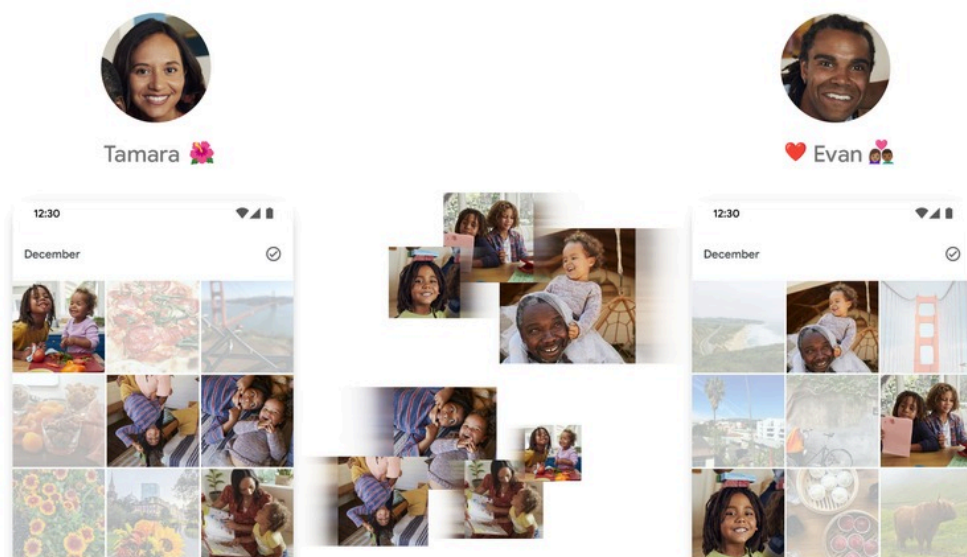 Tamara 🌺
❤️ Evan 👩🏽‍❤️‍👨🏾
12:30
December
12:30
December